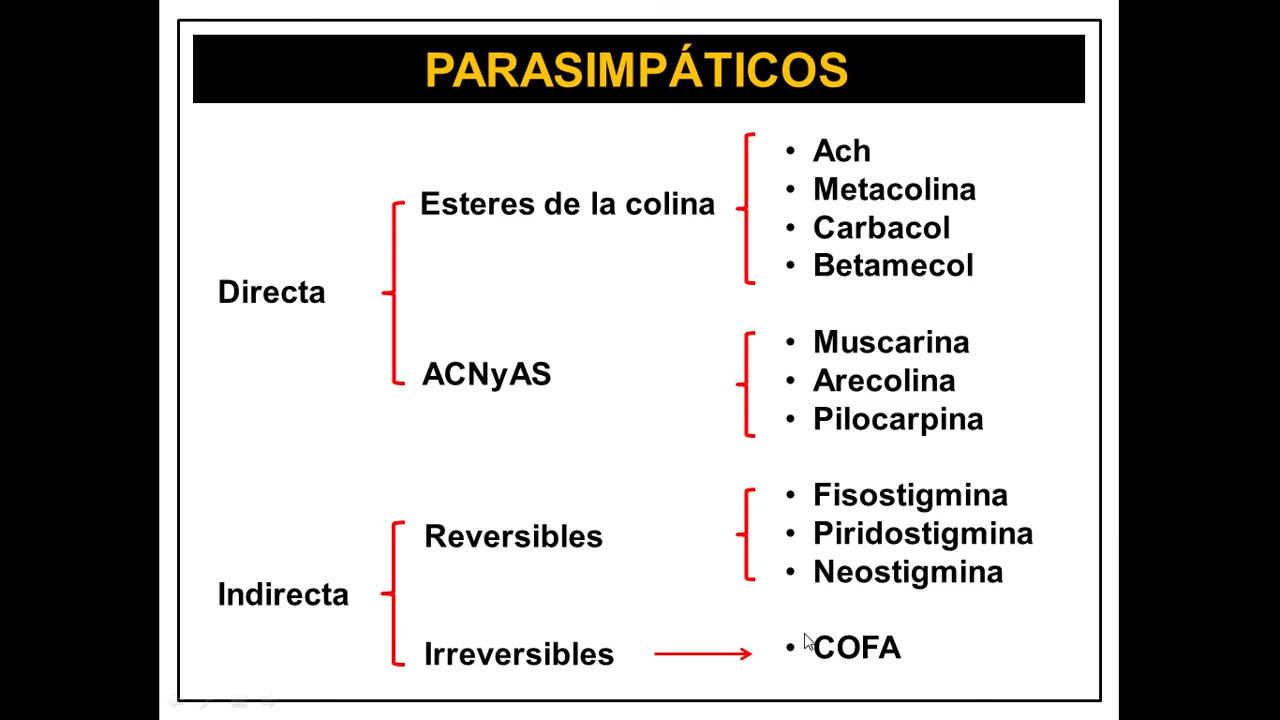 PARASIMPÁTICOS
Directa
Esteres de la colina
• Ach
• Metacolina
• Carbacol
• Betamecol
ACNyAS
• Muscarina
• Arecolina
• Pilocarpina
Indirecta
Reversibles
• Fisostigmina
• Piridostigmina
• Neostigmina
Irreversibles
• COFA